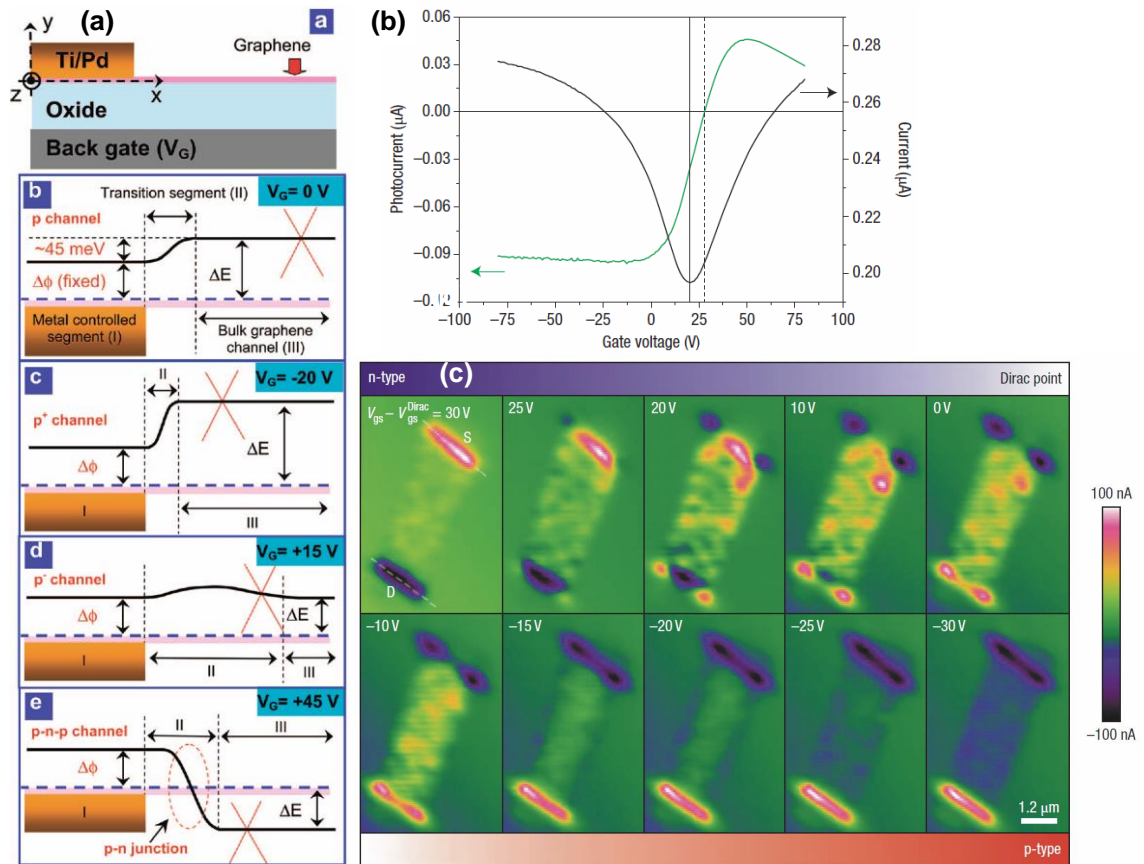 (a)
a
y
Ti/Pd
Graphene
z
x
Oxide
Back gate (V_G)
b
Transition segment (II)
V_G= 0 V
p channel
~45 meV
Δϕ (fixed)
ΔE
Metal controlled
segment (I)
Bulk graphene
channel (III)
c
II
V_G= -20 V
p⁺ channel
ΔE
Δϕ
I
III
d
V_G= +15 V
p⁻ channel
Δϕ
ΔE
I
II
III
e
V_G= +45 V
p-n-p channel
II
III
Δϕ
I
ΔE
p-n junction
(b)
0.06
0.03
0.00
−0.03
−0.06
−0.09
Photocurrent (μA)
0.28
0.26
0.24
0.22
0.20
Current (μA)
−100
−75
−50
−25
0
25
50
75
100
Gate voltage (V)
(c)
n-type
Dirac point
V_gs − V_gs^Dirac = 30 V
S
D
25 V
20 V
10 V
0 V
−10 V
−15 V
−20 V
−25 V
−30 V
1.2 μm
100 nA
−100 nA
p-type